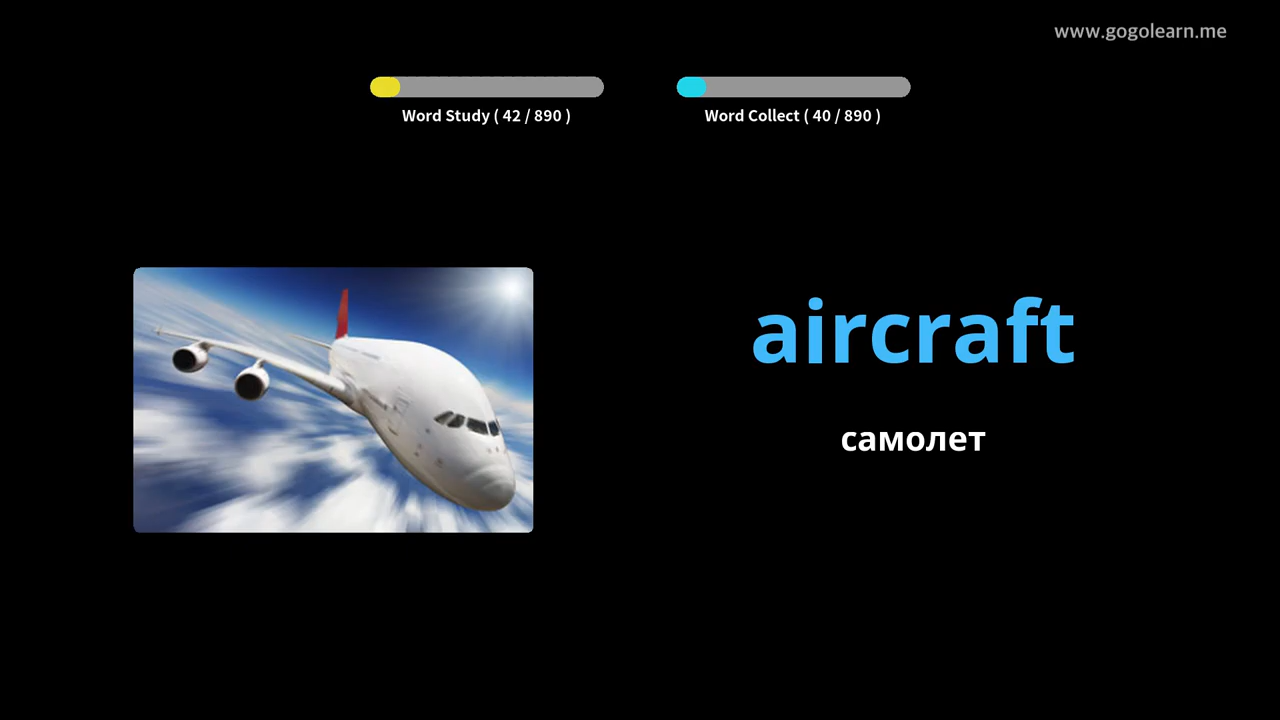 www.gogolearn.me
Word Study ( 42 / 890 )
Word Collect ( 40 / 890 )
aircraft
самолет